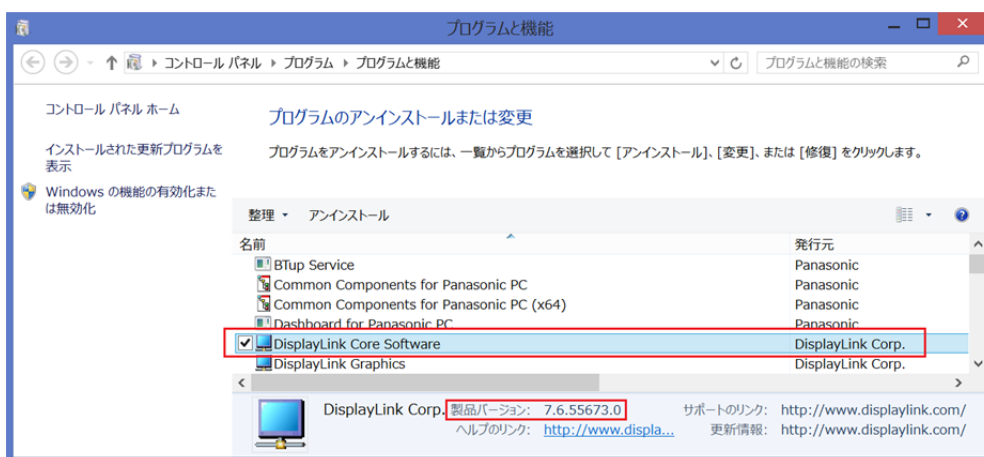 プログラムと機能
コントロール パネル プログラム プログラムと機能 プログラムと機能の検索
コントロール パネル ホーム
インストールされた更新プログラムを
表示
Windows の機能の有効化また
は無効化
プログラムのアンインストールまたは変更
プログラムをアンインストールするには、一覧からプログラムを選択して [アンインストール]、[変更]、または [修復] をクリックします。
整理 アンインストール
名前 発行元
BTup Service Panasonic
Common Components for Panasonic PC Panasonic
Common Components for Panasonic PC (x64) Panasonic
Dashboard for Panasonic PC Panasonic
DisplayLink Core Software DisplayLink Corp.
DisplayLink Graphics DisplayLink Corp.
DisplayLink Corp. 製品バージョン: 7.6.55673.0 サポートのリンク: http://www.displaylink.com/
ヘルプのリンク: http://www.displa... 更新情報: http://www.displaylink.com/